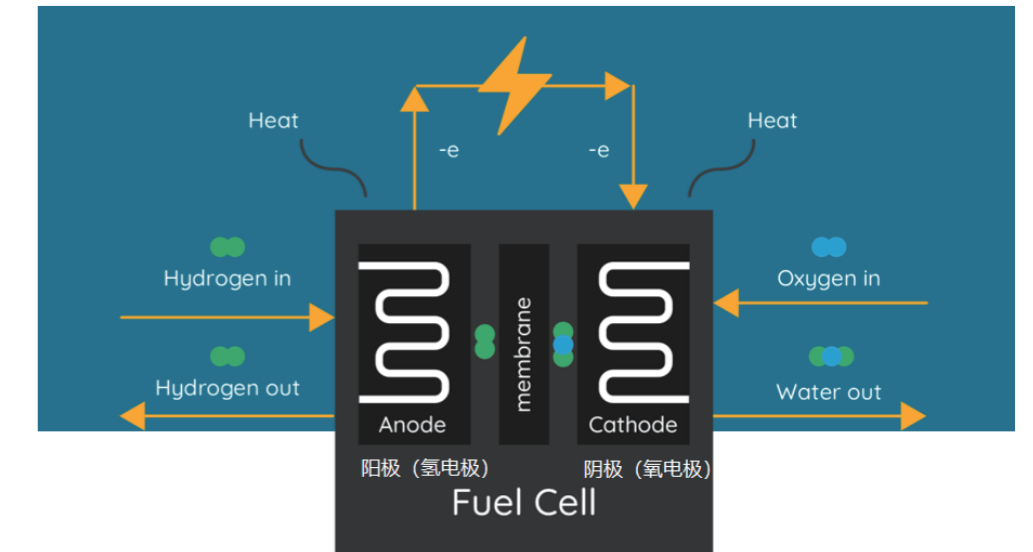 Heat
Heat
-e
-e
Hydrogen in
Oxygen in
Hydrogen out
Water out
membrane
Anode
Cathode
阳极（氢电极）
阴极（氧电极）
Fuel Cell